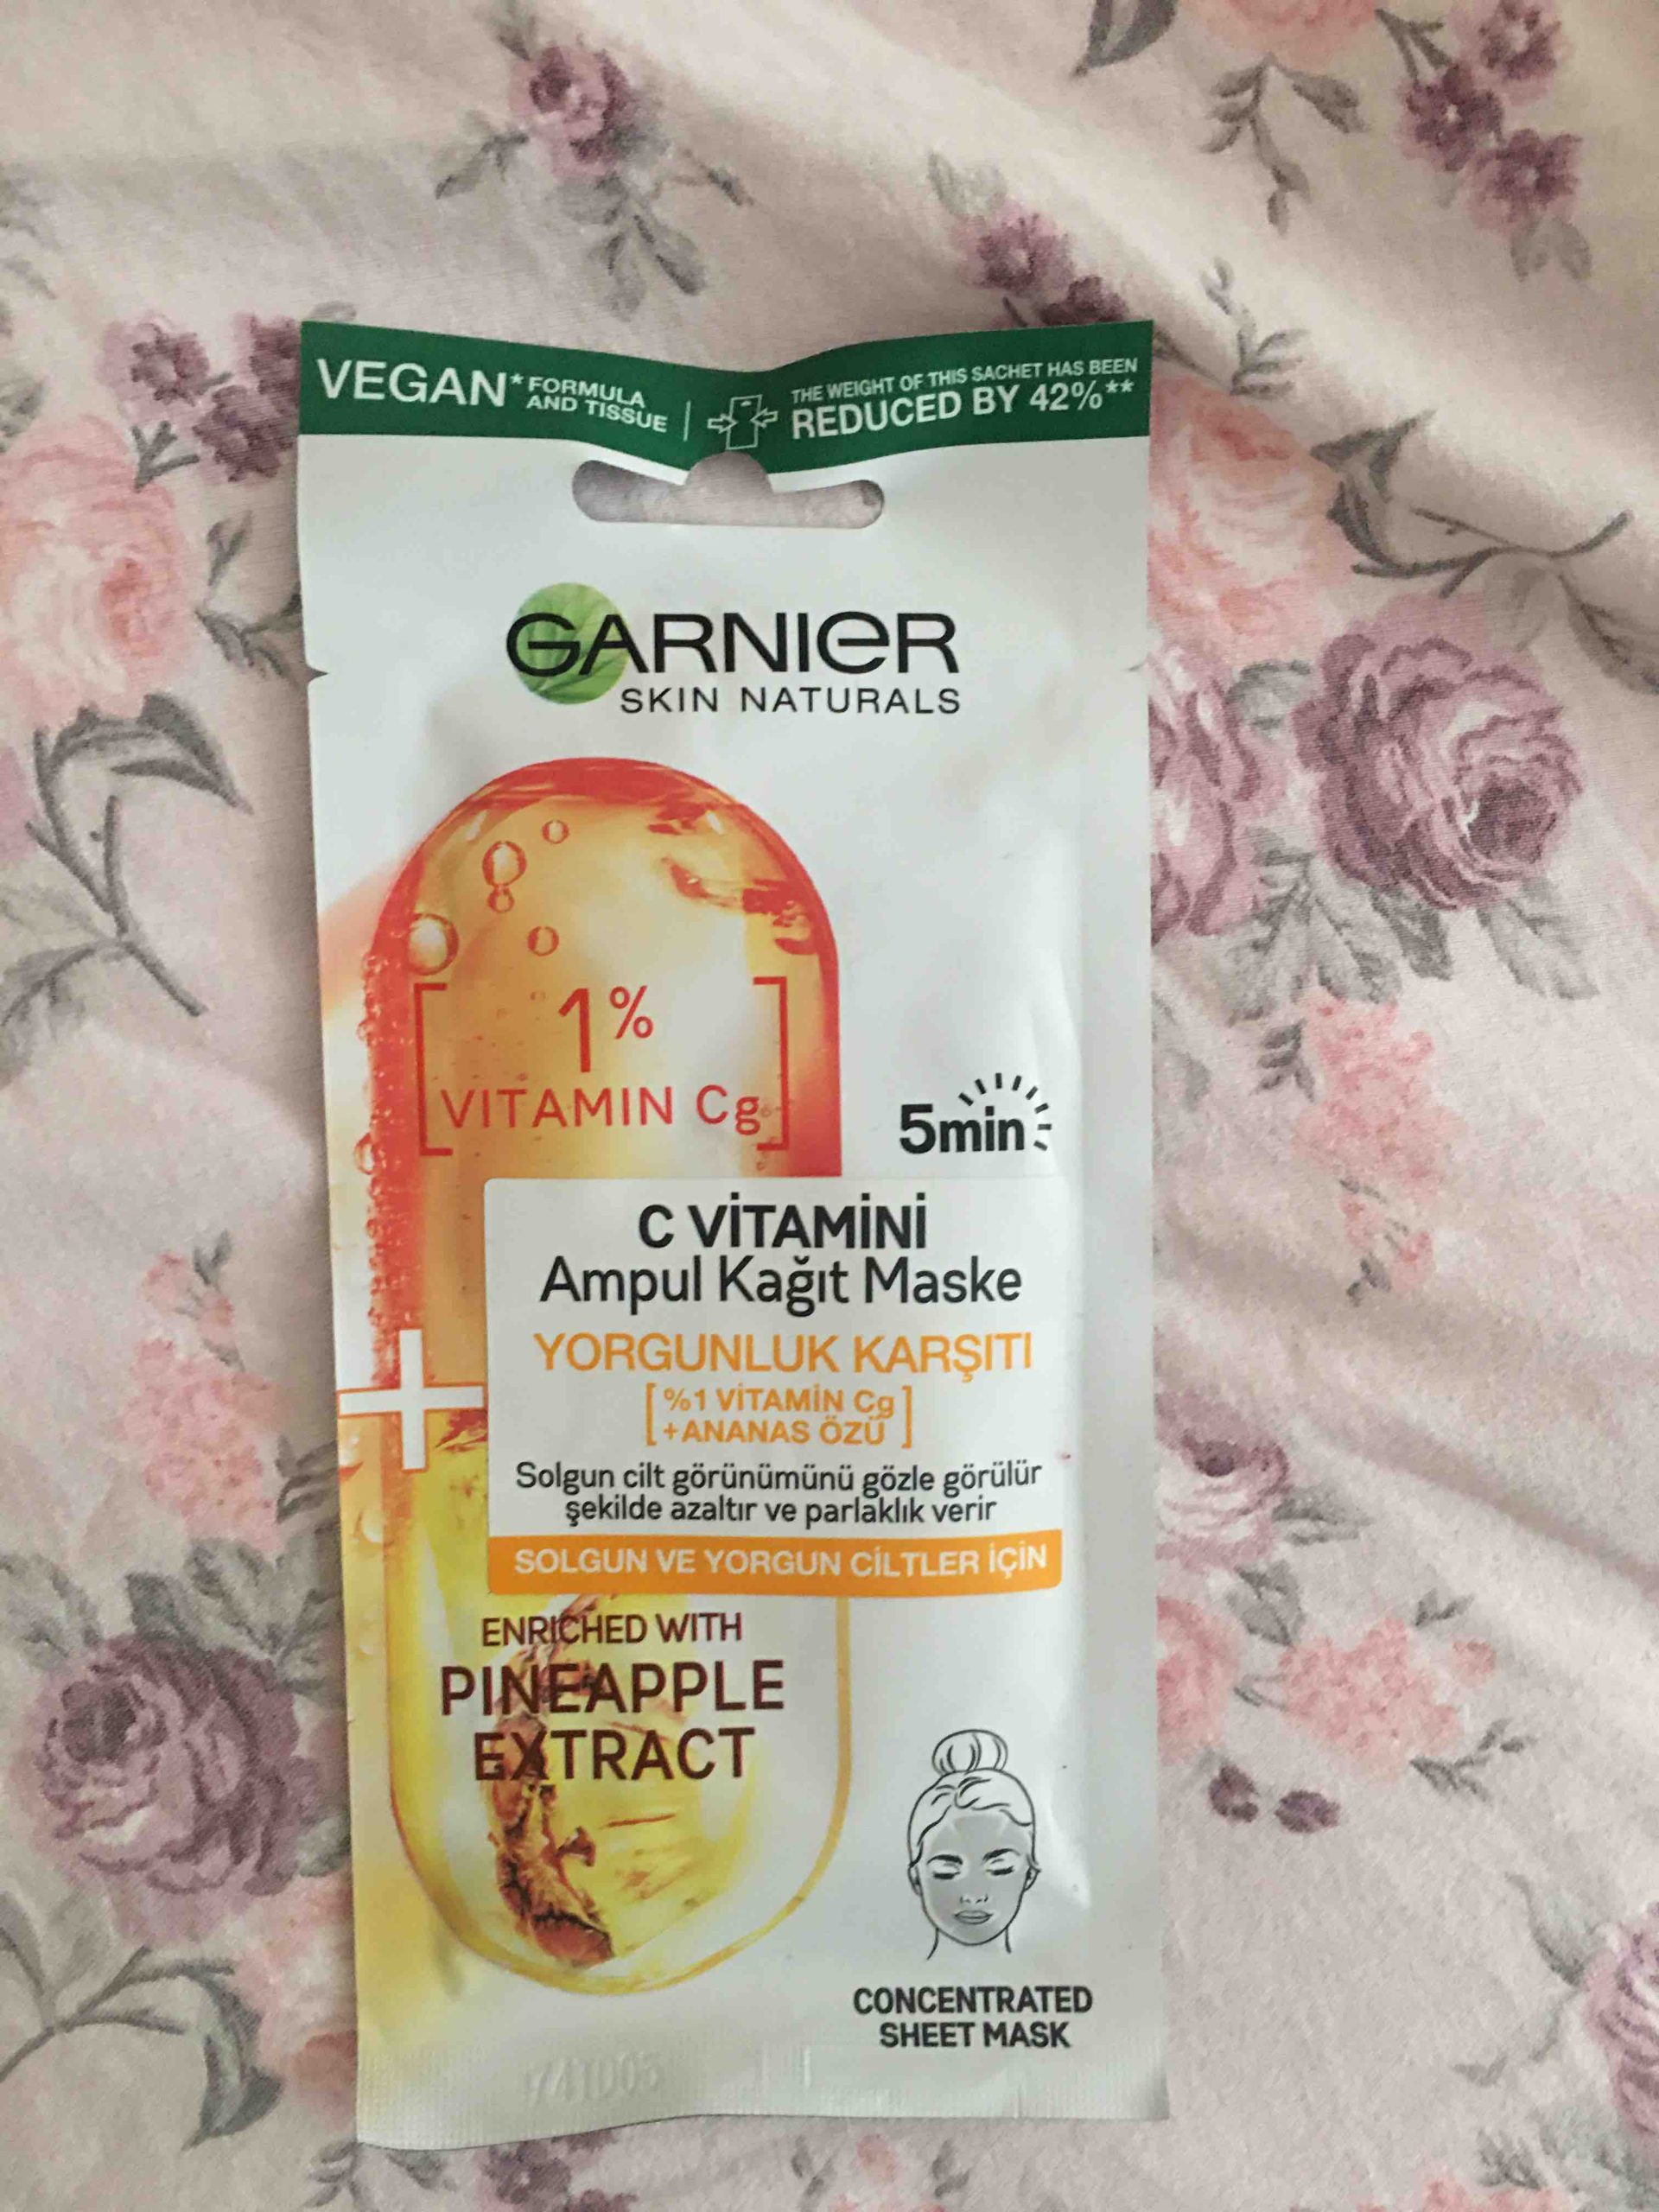 VEGAN* FORMULA AND TISSUE
THE WEIGHT OF THIS SACHET HAS BEEN
REDUCED BY 42%**
GARNIER
SKIN NATURALS
1%
VITAMIN Cg
5min
C VİTAMİNİ
Ampul Kağıt Maske
YORGUNLUK KARŞITI
[%1 VİTAMİN Cg
+ANANAS ÖZÜ]
Solgun cilt görünümünü gözle görülür
şekilde azaltır ve parlaklık verir
SOLGUN VE YORGUN CİLTLER İÇİN
ENRICHED WITH
PINEAPPLE
EXTRACT
CONCENTRATED
SHEET MASK